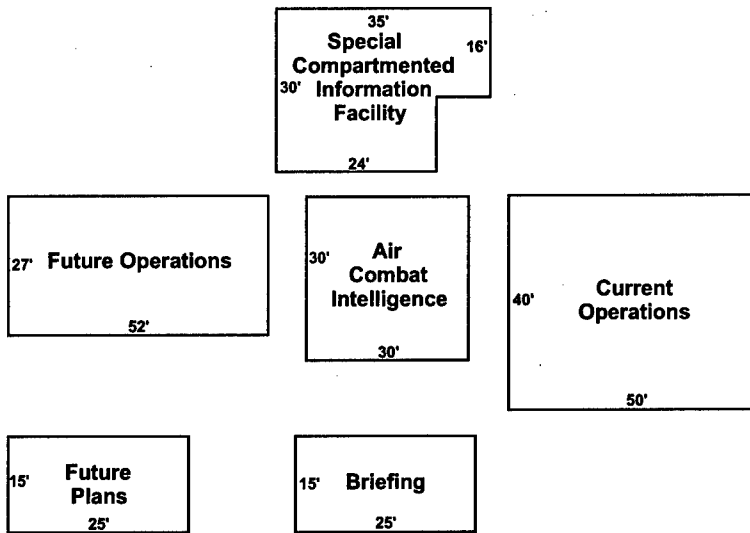 35'
Special
16'
Compartmented
30'
Information
Facility
24'
27'
Future Operations
52'
30'
Air
Combat
Intelligence
30'
40'
Current
Operations
50'
15'
Future
Plans
25'
15'
Briefing
25'